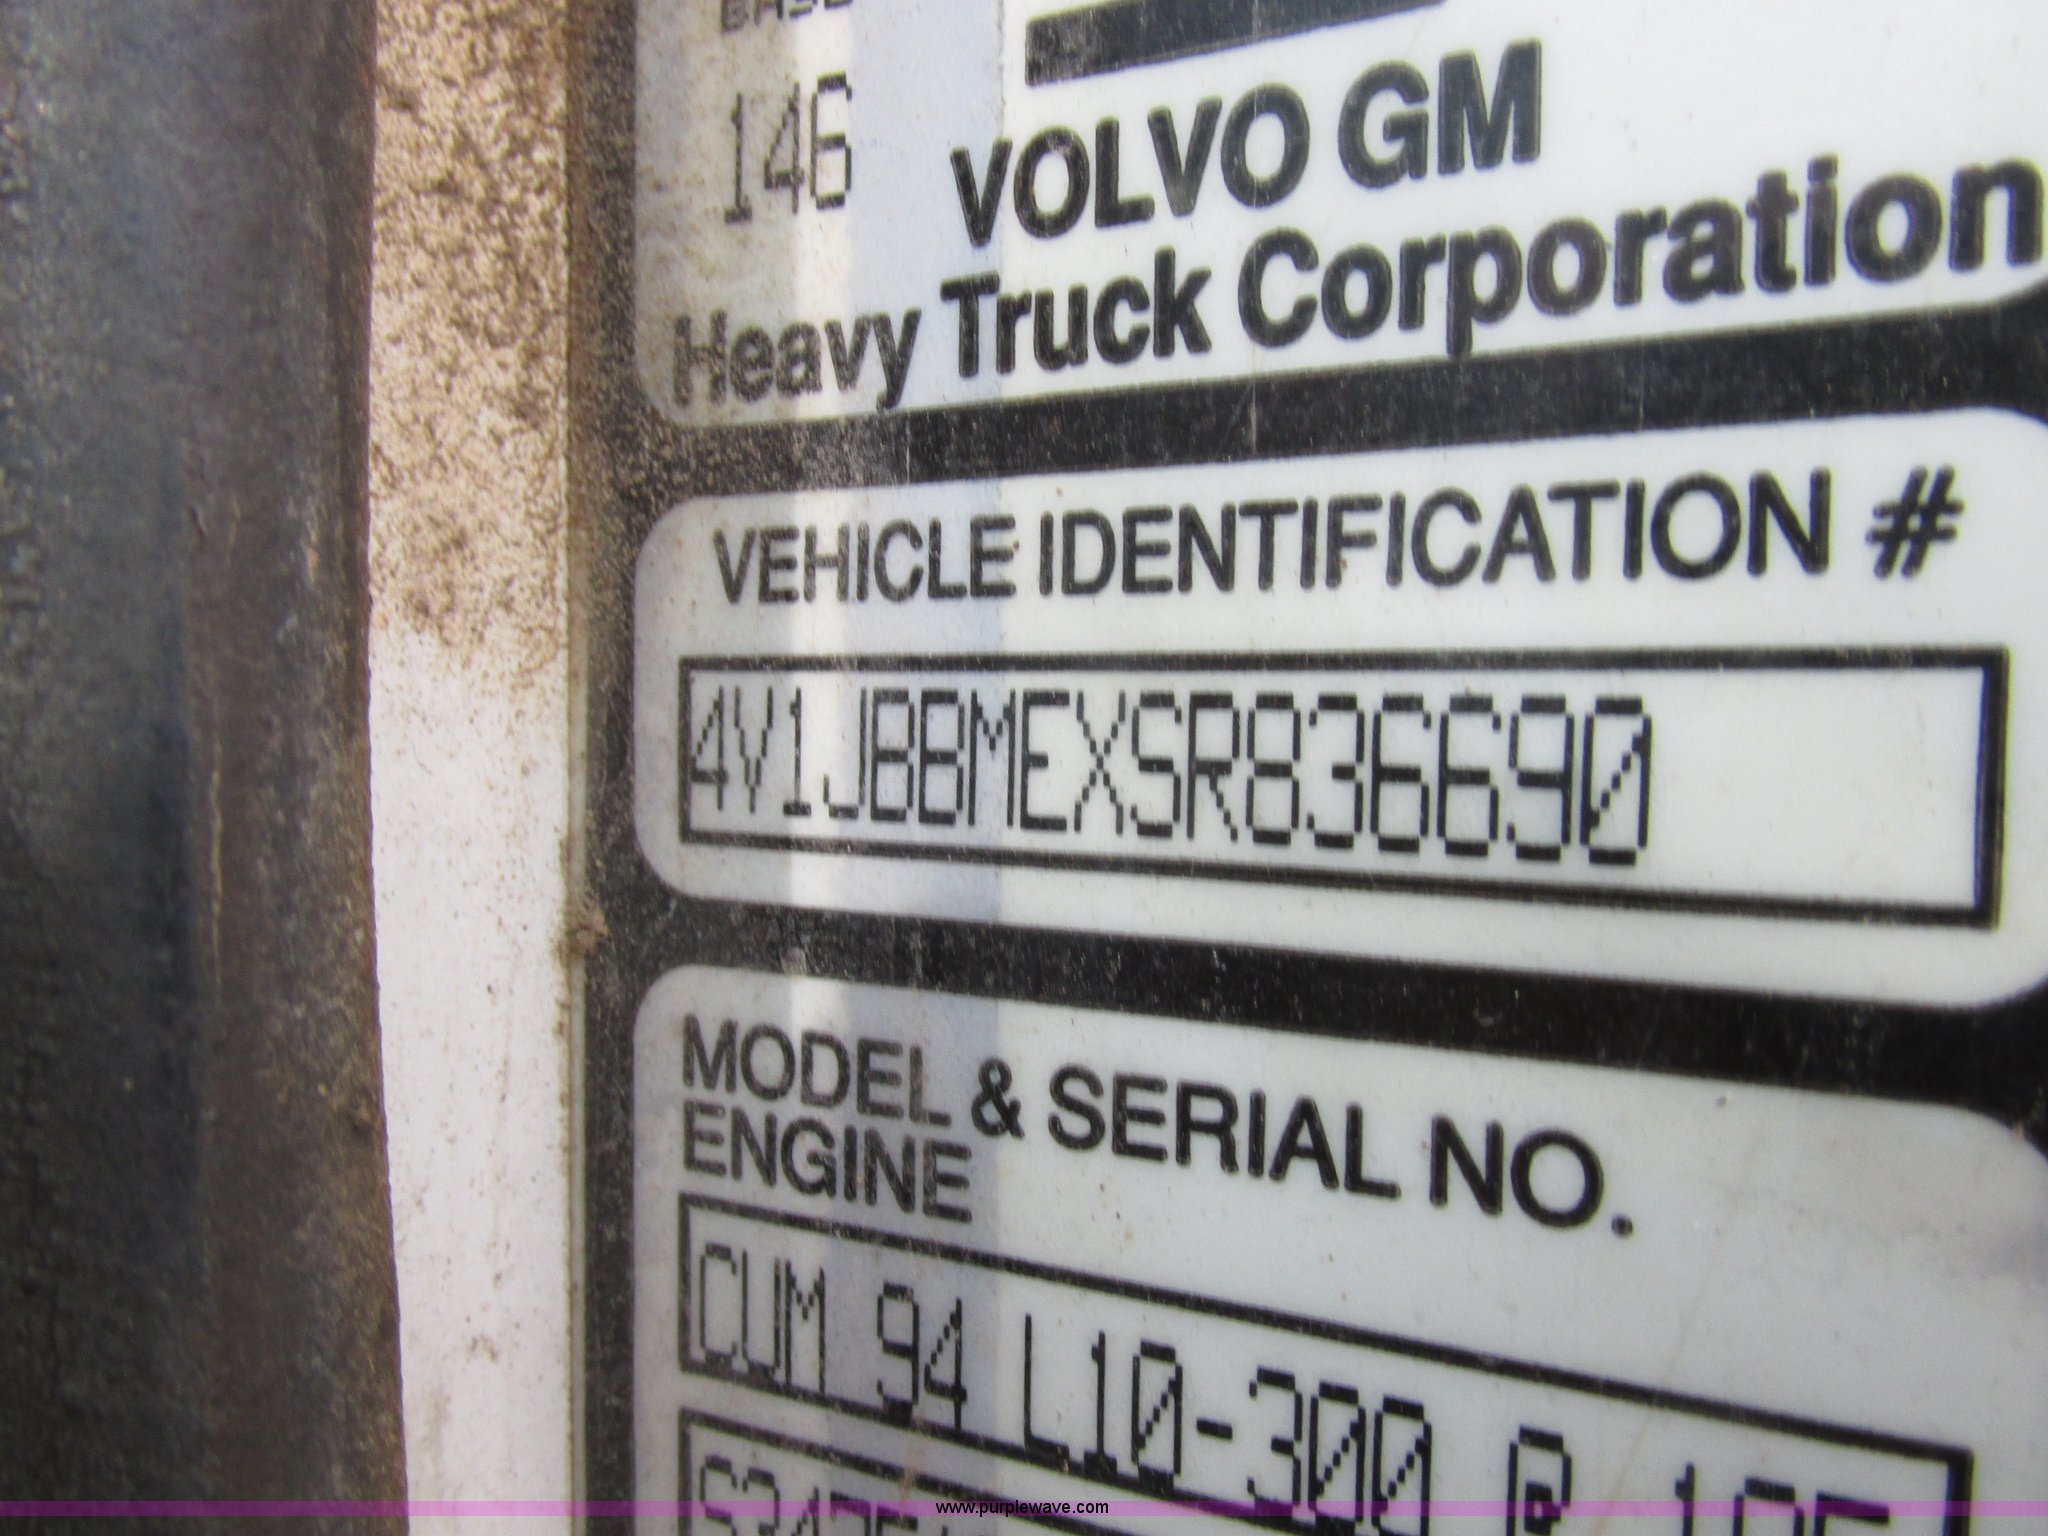 BASE
146
VOLVO GM
Heavy Truck Corporation
VEHICLE IDENTIFICATION #
4V1JBBMEXSR836690
MODEL & SERIAL NO.
ENGINE
CUM 94 L10-300 @
www.purplewave.com